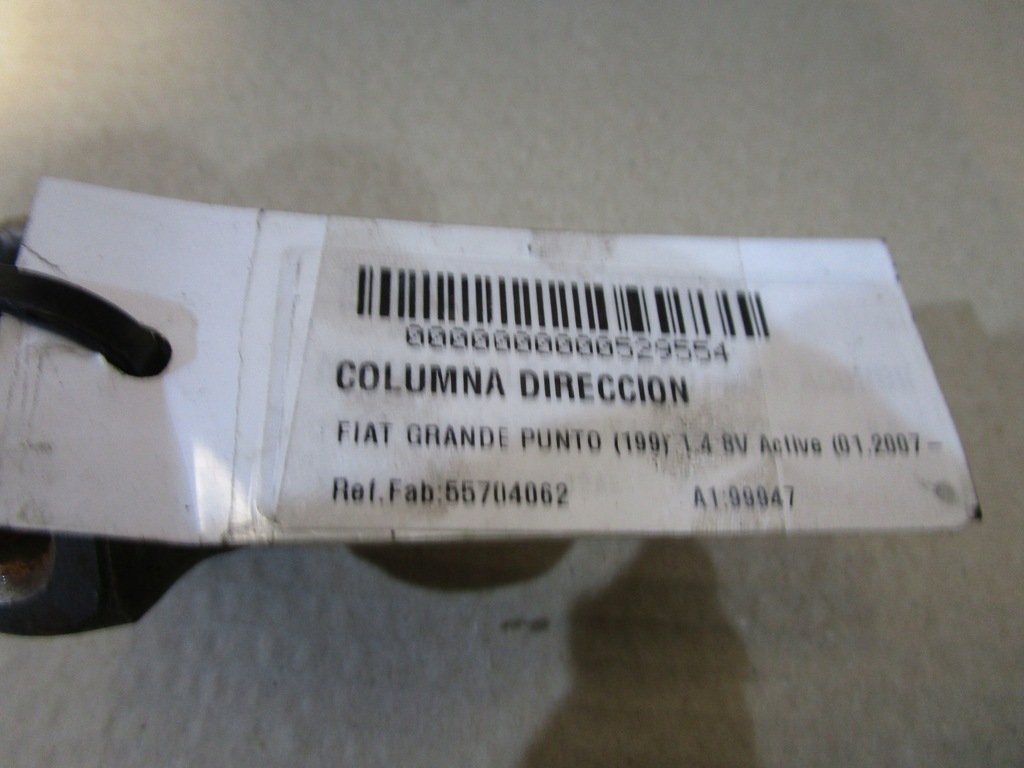 0000000000529554
COLUMNA DIRECCION
FIAT GRANDE PUNTO (199) 1.4 8V Active (01.2007 –
Ref.Fab:55704062 A1:99947